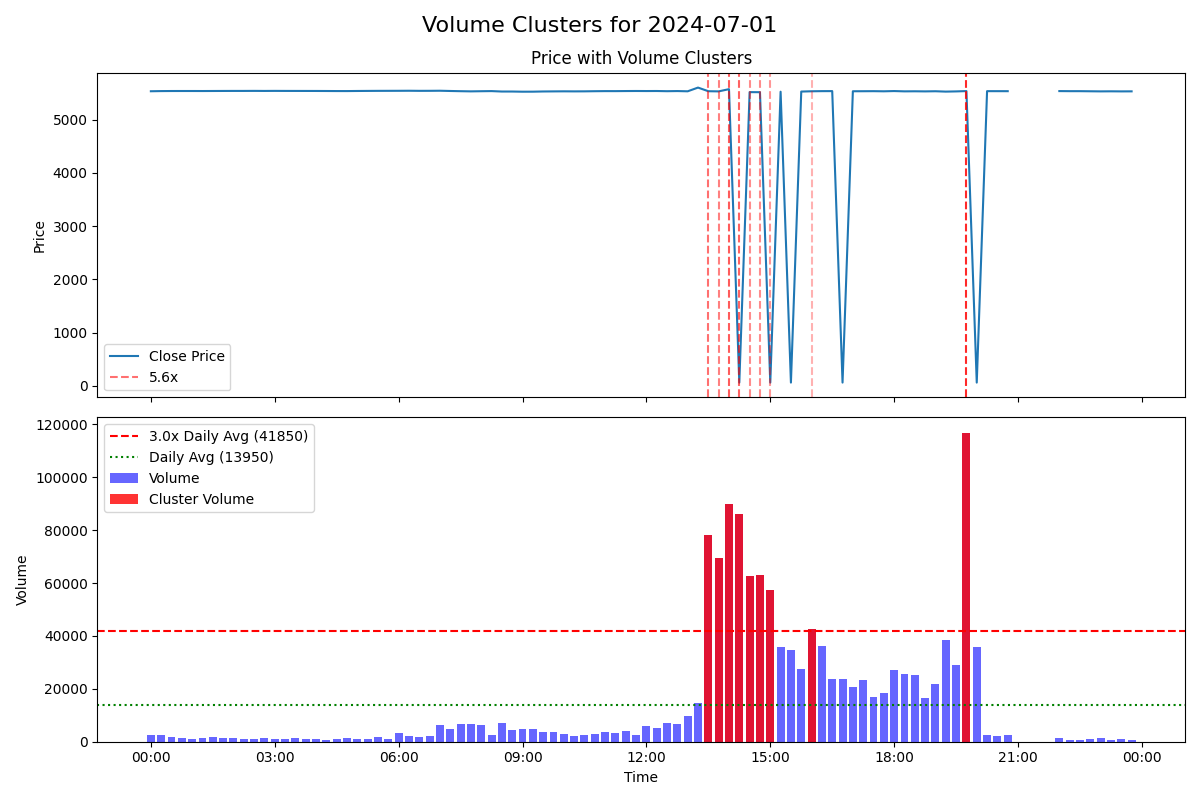 Volume Clusters for 2024-07-01
Price with Volume Clusters
Price
5000
4000
3000
2000
1000
0
Close Price
5.6x
Volume
120000
100000
80000
60000
40000
20000
0
3.0x Daily Avg (41850)
Daily Avg (13950)
Volume
Cluster Volume
00:00 03:00 06:00 09:00 12:00 15:00 18:00 21:00 00:00
Time